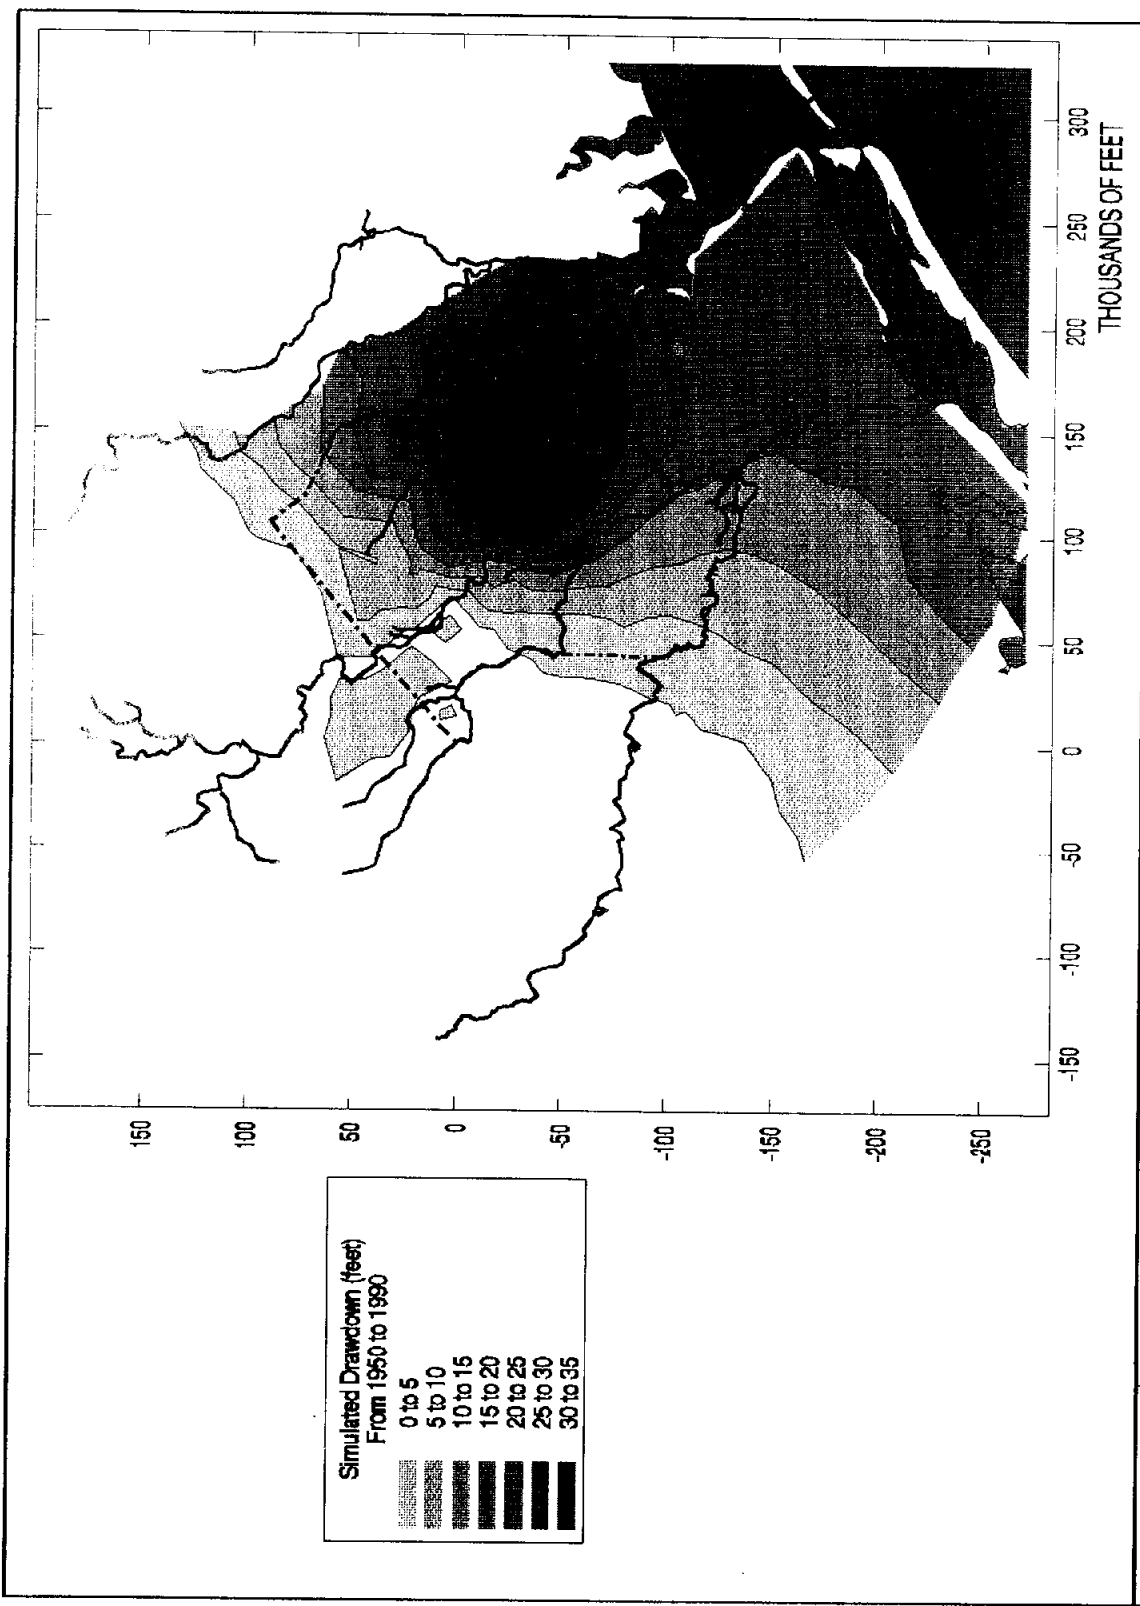 Simulated Drawdown (feet)
From 1950 to 1990
0 to 5
5 to 10
10 to 15
15 to 20
20 to 25
25 to 30
30 to 35
150
100
50
0
-50
-100
-150
-200
-250
-150
-100
-50
0
50
100
150
200
250
300
THOUSANDS OF FEET